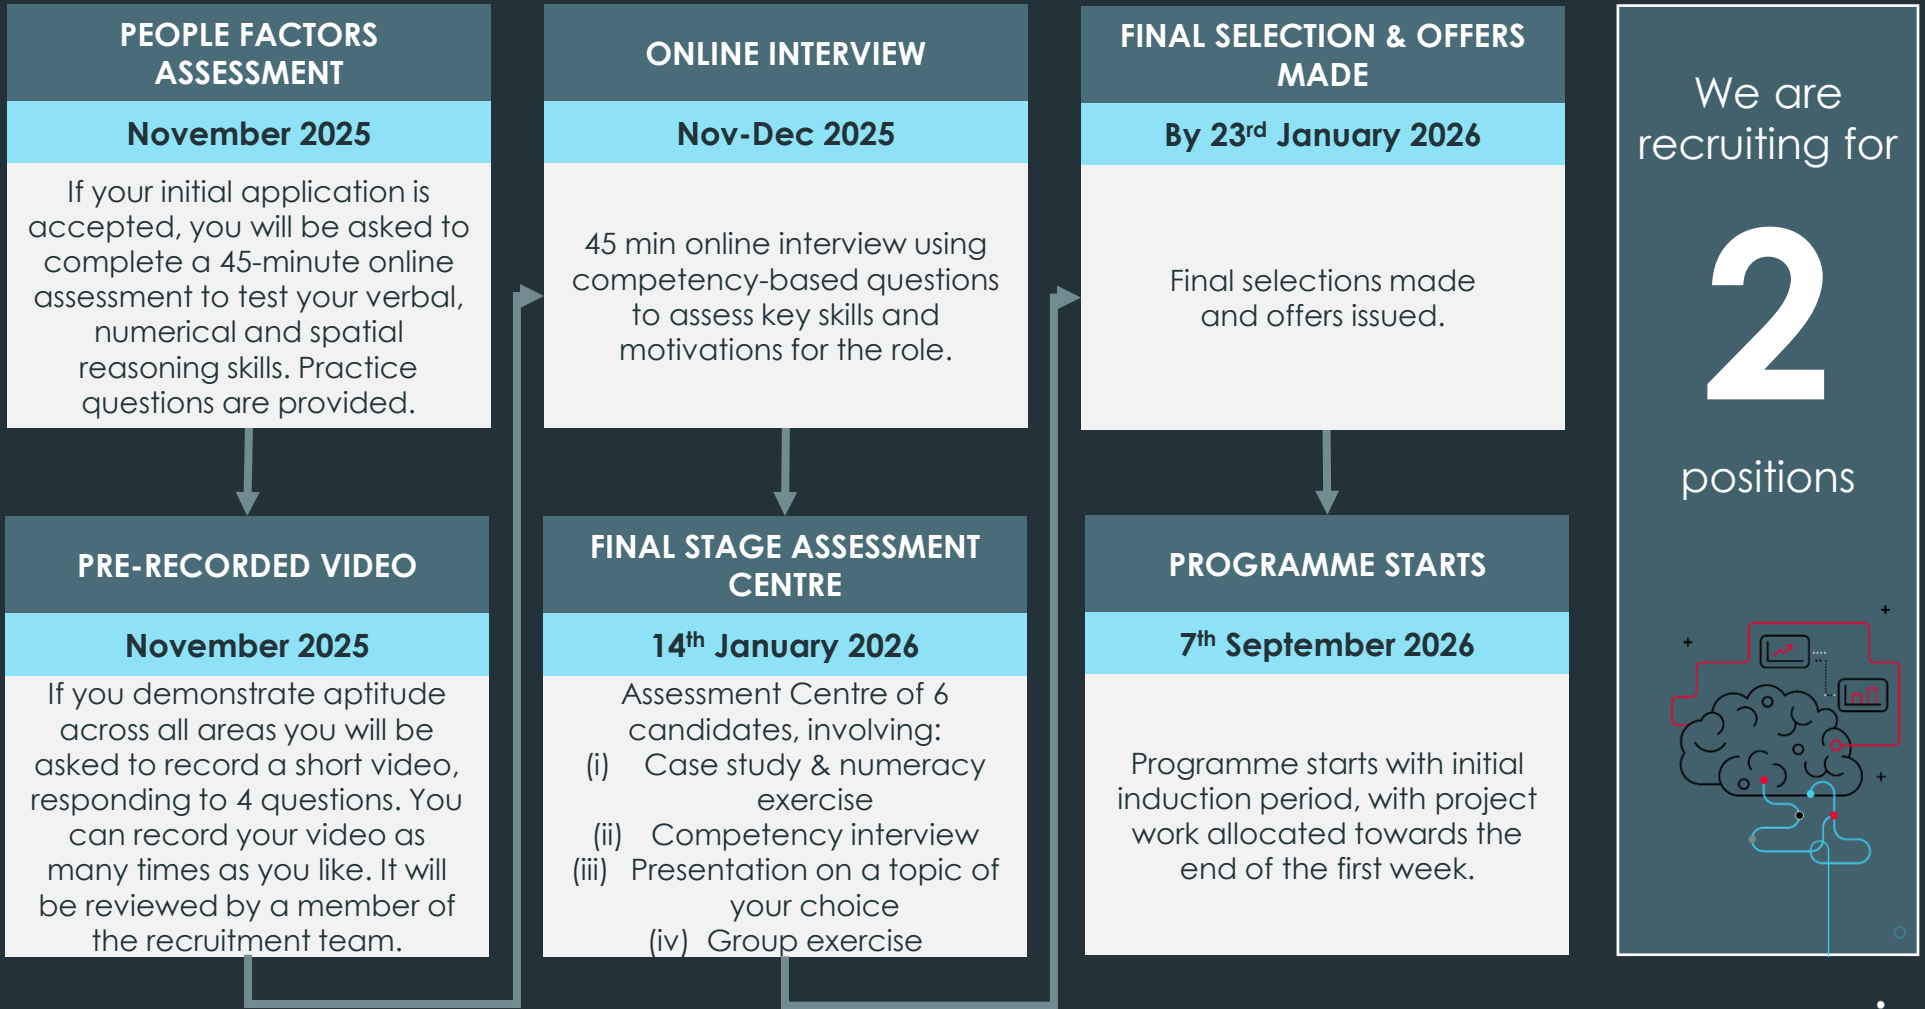 PEOPLE FACTORS
ASSESSMENT
November 2025
If your initial application is
accepted, you will be asked to
complete a 45-minute online
assessment to test your verbal,
numerical and spatial
reasoning skills. Practice
questions are provided.
PRE-RECORDED VIDEO
November 2025
If you demonstrate aptitude
across all areas you will be
asked to record a short video,
responding to 4 questions. You
can record your video as
many times as you like. It will
be reviewed by a member of
the recruitment team.
ONLINE INTERVIEW
Nov-Dec 2025
45 min online interview using
competency-based questions
to assess key skills and
motivations for the role.
FINAL STAGE ASSESSMENT
CENTRE
14th January 2026
Assessment Centre of 6
candidates, involving:
(i) Case study & numeracy
exercise
(ii) Competency interview
(iii) Presentation on a topic of
your choice
(iv) Group exercise
FINAL SELECTION & OFFERS
MADE
By 23rd January 2026
Final selections made
and offers issued.
PROGRAMME STARTS
7th September 2026
Programme starts with initial
induction period, with project
work allocated towards the
end of the first week.
We are
recruiting for
2
positions